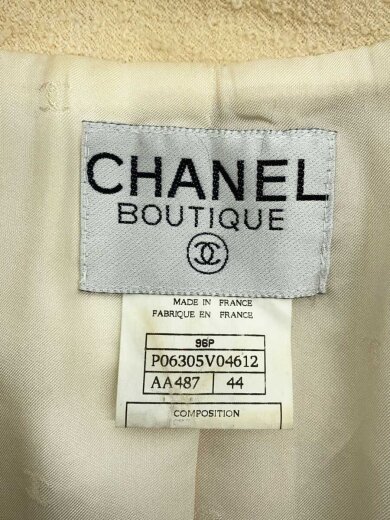 CHANEL
BOUTIQUE
MADE IN FRANCE
FABRIQUE EN FRANCE
96P
P06305V04612
AA487 44
COMPOSITION